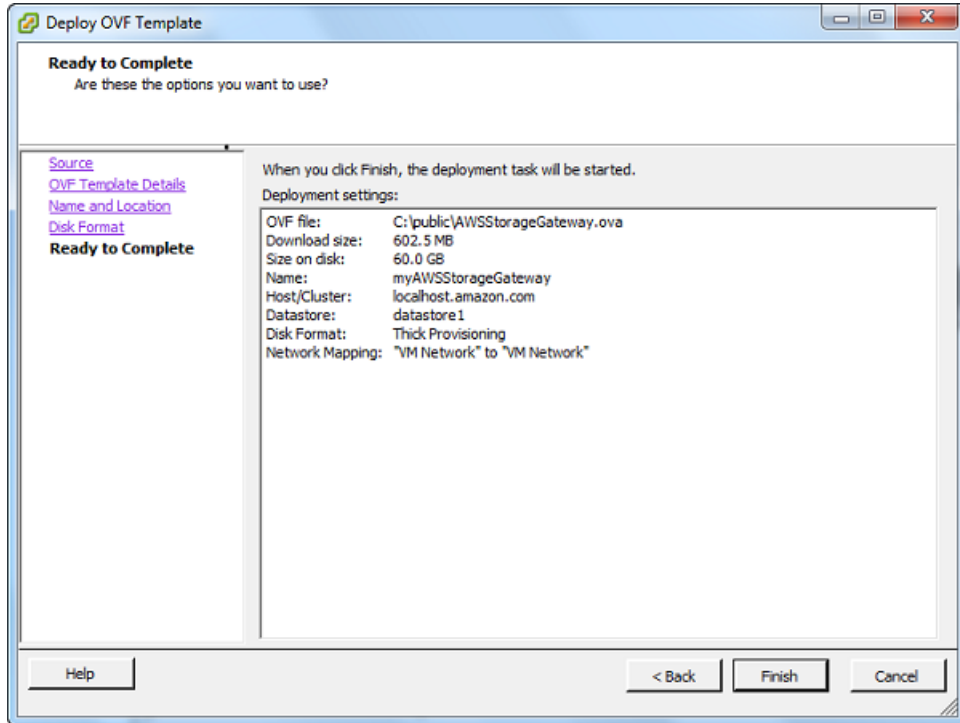 Deploy OVF Template
Ready to Complete
Are these the options you want to use?
Source
OVF Template Details
Name and Location
Disk Format
Ready to Complete
When you click Finish, the deployment task will be started.
Deployment settings:
OVF file: C:\public\AWSStorageGateway.ova
Download size: 602.5 MB
Size on disk: 60.0 GB
Name: myAWSStorageGateway
Host/Cluster: localhost.amazon.com
Datastore: datastore1
Disk Format: Thick Provisioning
Network Mapping: "VM Network" to "VM Network"
Help
< Back
Finish
Cancel